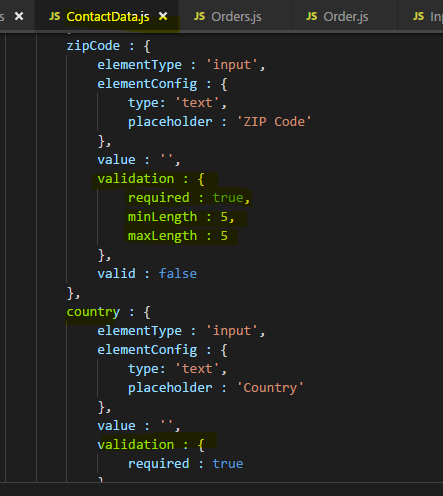 s × JS ContactData.js × JS Orders.js JS Order.js JS In
zipCode : {
elementType : 'input',
elementConfig : {
type: 'text',
placeholder : 'ZIP Code'
},
value : '',
validation : {
required : true,
minLength : 5,
maxLength : 5
},
valid : false
},
country : {
elementType : 'input',
elementConfig : {
type: 'text',
placeholder : 'Country'
},
value : '',
validation : {
required : true
}